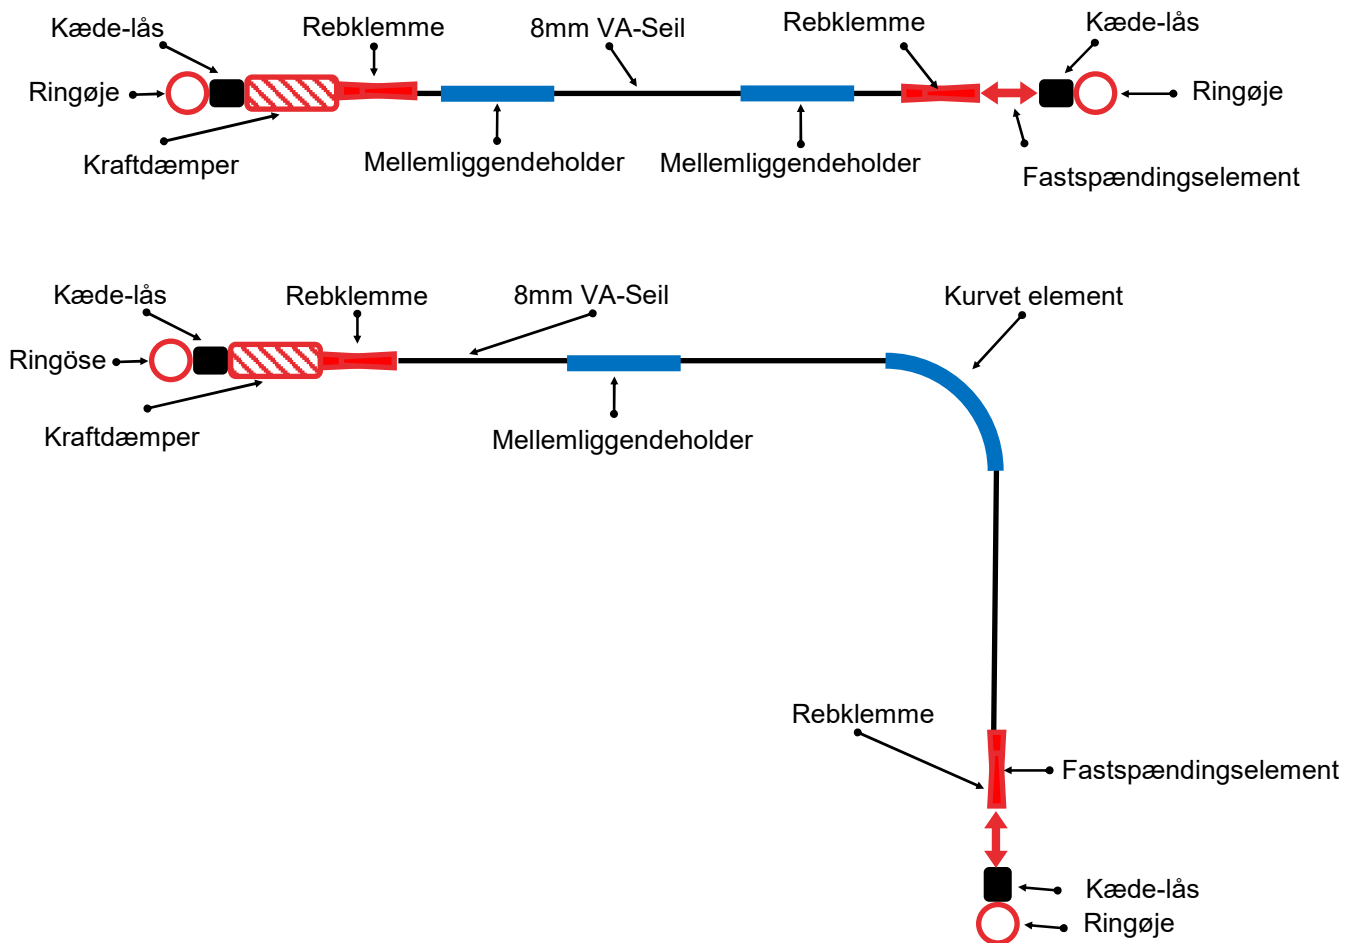 Kæde-lås
Rebklemme
8mm VA-Seil
Rebklemme
Kæde-lås
Ringøje
Ringøje
Kraftdæmper
Mellemliggendeholder
Mellemliggendeholder
Fastspændingselement
Kæde-lås
Rebklemme
8mm VA-Seil
Kurvet element
Ringöse
Kraftdæmper
Mellemliggendeholder
Rebklemme
Fastspændingselement
Kæde-lås
Ringøje